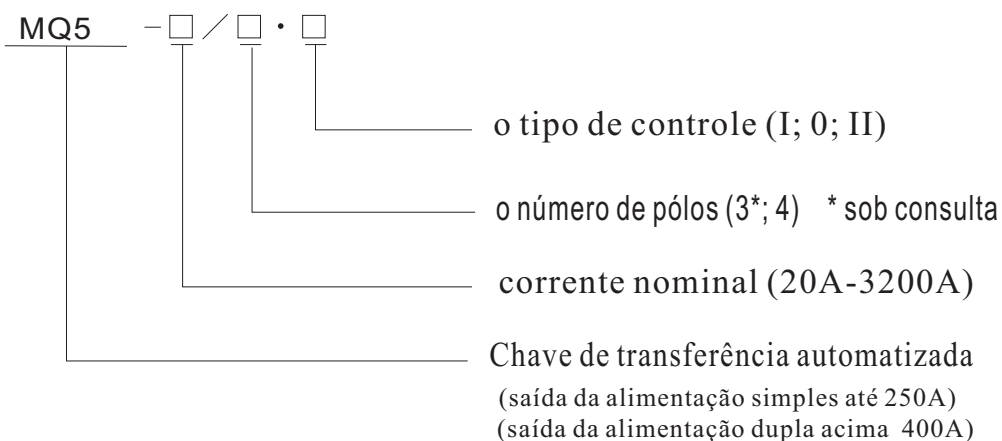 MQ5 -□/□·□
o tipo de controle (I; 0; II)
o número de pólos (3*; 4) * sob consulta
corrente nominal (20A-3200A)
Chave de transferência automatizada
(saída da alimentação simples até 250A)
(saída da alimentação dupla acima 400A)